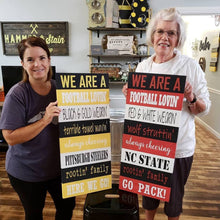 HAMMER & Stain
WE ARE A
FOOTBALL LOVIN'
BLACK & GOLD WEARIN'
terrible towel wavin'
always cheering
PITTSBURGH STEELERS
rootin' family
HERE WE GO
WE ARE A
FOOTBALL LOVIN'
RED & WHITE WEARIN'
wolf struttin'
always cheering
NC STATE
rootin' family
GO PACK!